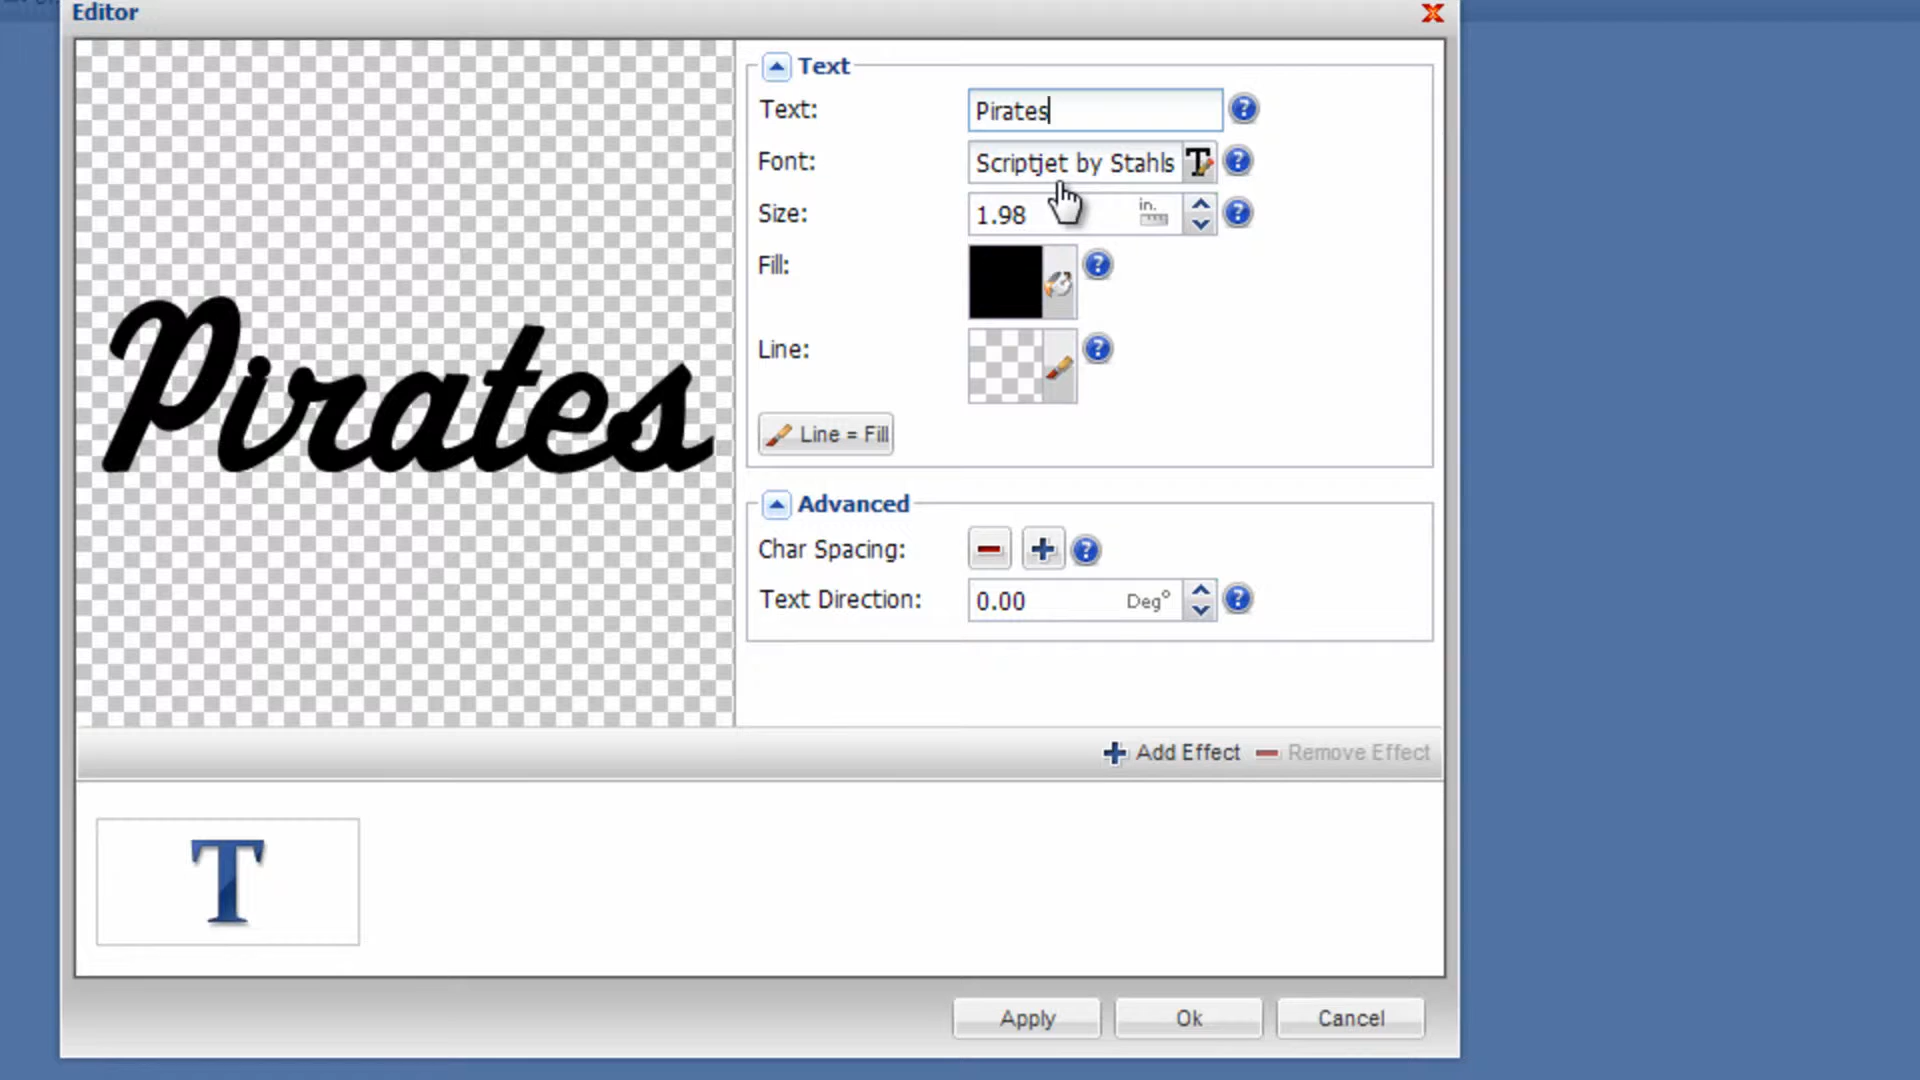 Editor
Pirates
Text
Text: Pirates
Font: Scriptjet by Stahls T
Size: 1.98 in.
Fill:
Line:
Line = Fill
Advanced
Char Spacing:
Text Direction: 0.00 Deg°
Add Effect Remove Effect
T
Apply Ok Cancel